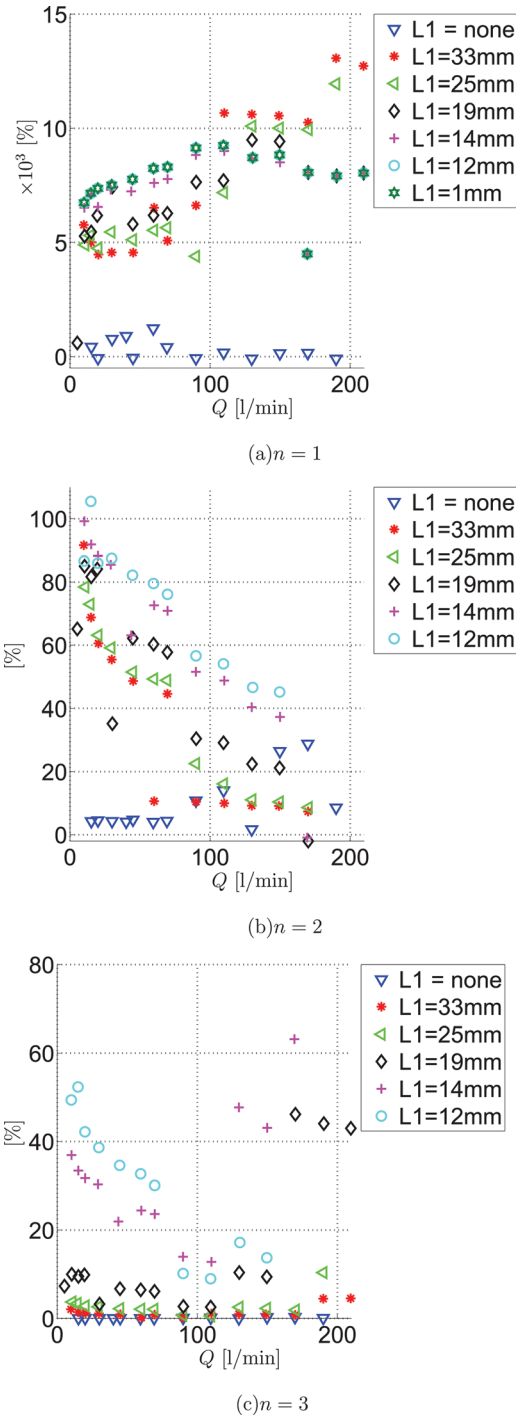 15
10
5
0
×10³ [%]
0
100
200
Q [l/min]
L1 = none
L1=33mm
L1=25mm
L1=19mm
L1=14mm
L1=12mm
L1=1mm
(a)n = 1
100
80
60
40
20
0
[%]
0
100
200
Q [l/min]
L1 = none
L1=33mm
L1=25mm
L1=19mm
L1=14mm
L1=12mm
(b)n = 2
80
60
40
20
0
[%]
0
100
200
Q [l/min]
L1 = none
L1=33mm
L1=25mm
L1=19mm
L1=14mm
L1=12mm
(c)n = 3